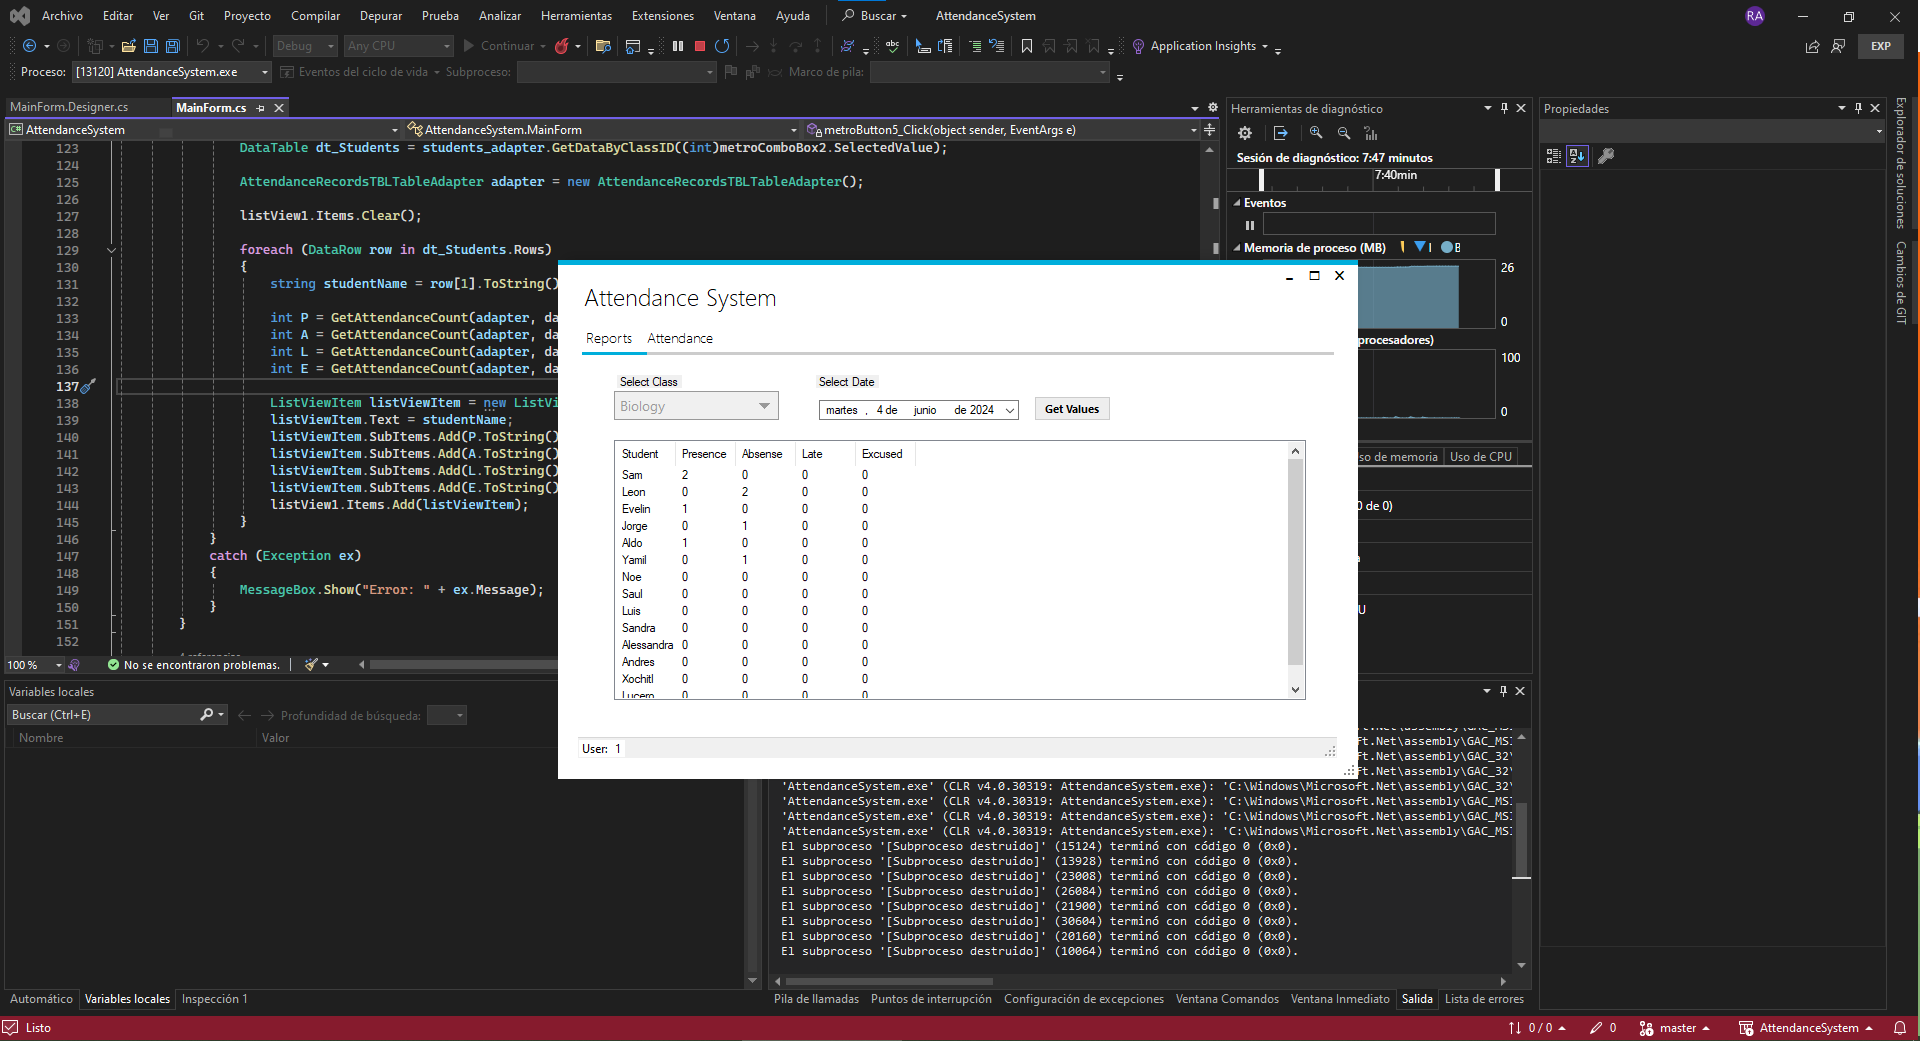 Archivo Editar Ver Git Proyecto Compilar Depurar Prueba Analizar Herramientas Extensiones Ventana Ayuda Buscar AttendanceSystem RA
Debug Any CPU Continuar Application Insights EXP
Proceso: [13120] AttendanceSystem.exe Eventos del ciclo de vida Subproceso: Marco de pila:
MainForm.Designer.cs MainForm.cs
AttendanceSystem AttendanceSystem.MainForm metroButton5_Click(object sender, EventArgs e)
123 DataTable dt_Students = students_adapter.GetDataByClassID((int)metroComboBox2.SelectedValue);
124
125 AttendanceRecordsTBLTableAdapter adapter = new AttendanceRecordsTBLTableAdapter();
126
127 listView1.Items.Clear();
128
129 foreach (DataRow row in dt_Students.Rows)
130 {
131 string studentName = row[1].ToString()
132
133 int P = GetAttendanceCount(adapter, da
134 int A = GetAttendanceCount(adapter, da
135 int L = GetAttendanceCount(adapter, da
136 int E = GetAttendanceCount(adapter, da
137
138 ListViewItem listViewItem = new ListVi
139 listViewItem.Text = studentName;
140 listViewItem.SubItems.Add(P.ToString()
141 listViewItem.SubItems.Add(A.ToString()
142 listViewItem.SubItems.Add(L.ToString()
143 listViewItem.SubItems.Add(E.ToString()
144 listView1.Items.Add(listViewItem);
145 }
146 }
147 catch (Exception ex)
148 {
149 MessageBox.Show("Error: " + ex.Message);
150 }
151 }
152
100 % No se encontraron problemas.
Attendance System
Reports Attendance
Select Class Select Date
Biology martes , 4 de junio de 2024 Get Values
Student Presence Absense Late Excused
Sam 2 0 0 0
Leon 0 2 0 0
Evelin 1 0 0 0
Jorge 0 1 0 0
Aldo 1 0 0 0
Yamil 0 1 0 0
Noe 0 0 0 0
Saul 0 0 0 0
Luis 0 0 0 0
Sandra 0 0 0 0
Alessandra 0 0 0 0
Andres 0 0 0 0
Xochitl 0 0 0 0
Lucero 0 0 0 0
User: 1
Herramientas de diagnóstico
Sesión de diagnóstico: 7:47 minutos
7:40min
Eventos
Memoria de proceso (MB) I B
26
0
procesadores)
100
0
so de memoria Uso de CPU
0 de 0)
U
Propiedades
Explorador de soluciones
Cambios de GIT
Variables locales
Buscar (Ctrl+E) Profundidad de búsqueda:
Nombre Valor
ft.Net\assembly\GAC_MSI
ft.Net\assembly\GAC_32\
ft.Net\assembly\GAC_32\
'AttendanceSystem.exe' (CLR v4.0.30319: AttendanceSystem.exe): 'C:\Windows\Microsoft.Net\assembly\GAC_32\
'AttendanceSystem.exe' (CLR v4.0.30319: AttendanceSystem.exe): 'C:\Windows\Microsoft.Net\assembly\GAC_MSI
'AttendanceSystem.exe' (CLR v4.0.30319: AttendanceSystem.exe): 'C:\Windows\Microsoft.Net\assembly\GAC_MSI
'AttendanceSystem.exe' (CLR v4.0.30319: AttendanceSystem.exe): 'C:\Windows\Microsoft.Net\assembly\GAC_MSI
El subproceso '[Subproceso destruido]' (15124) terminó con código 0 (0x0).
El subproceso '[Subproceso destruido]' (13928) terminó con código 0 (0x0).
El subproceso '[Subproceso destruido]' (23008) terminó con código 0 (0x0).
El subproceso '[Subproceso destruido]' (26084) terminó con código 0 (0x0).
El subproceso '[Subproceso destruido]' (21900) terminó con código 0 (0x0).
El subproceso '[Subproceso destruido]' (30604) terminó con código 0 (0x0).
El subproceso '[Subproceso destruido]' (20160) terminó con código 0 (0x0).
El subproceso '[Subproceso destruido]' (10064) terminó con código 0 (0x0).
Automático Variables locales Inspección 1
Pila de llamadas Puntos de interrupción Configuración de excepciones Ventana Comandos Ventana Inmediato Salida Lista de errores
Listo 0 / 0 0 master AttendanceSystem